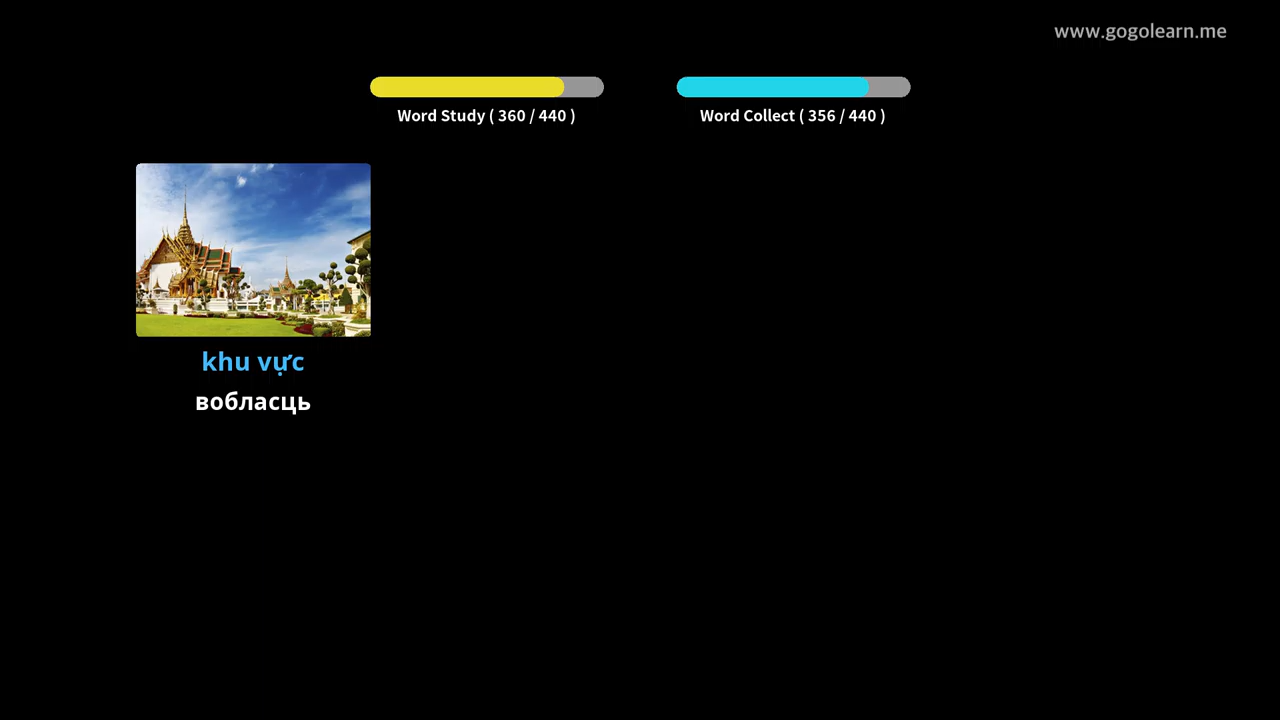 www.gogolearn.me
Word Study ( 360 / 440 )
Word Collect ( 356 / 440 )
khu vực
вобласць